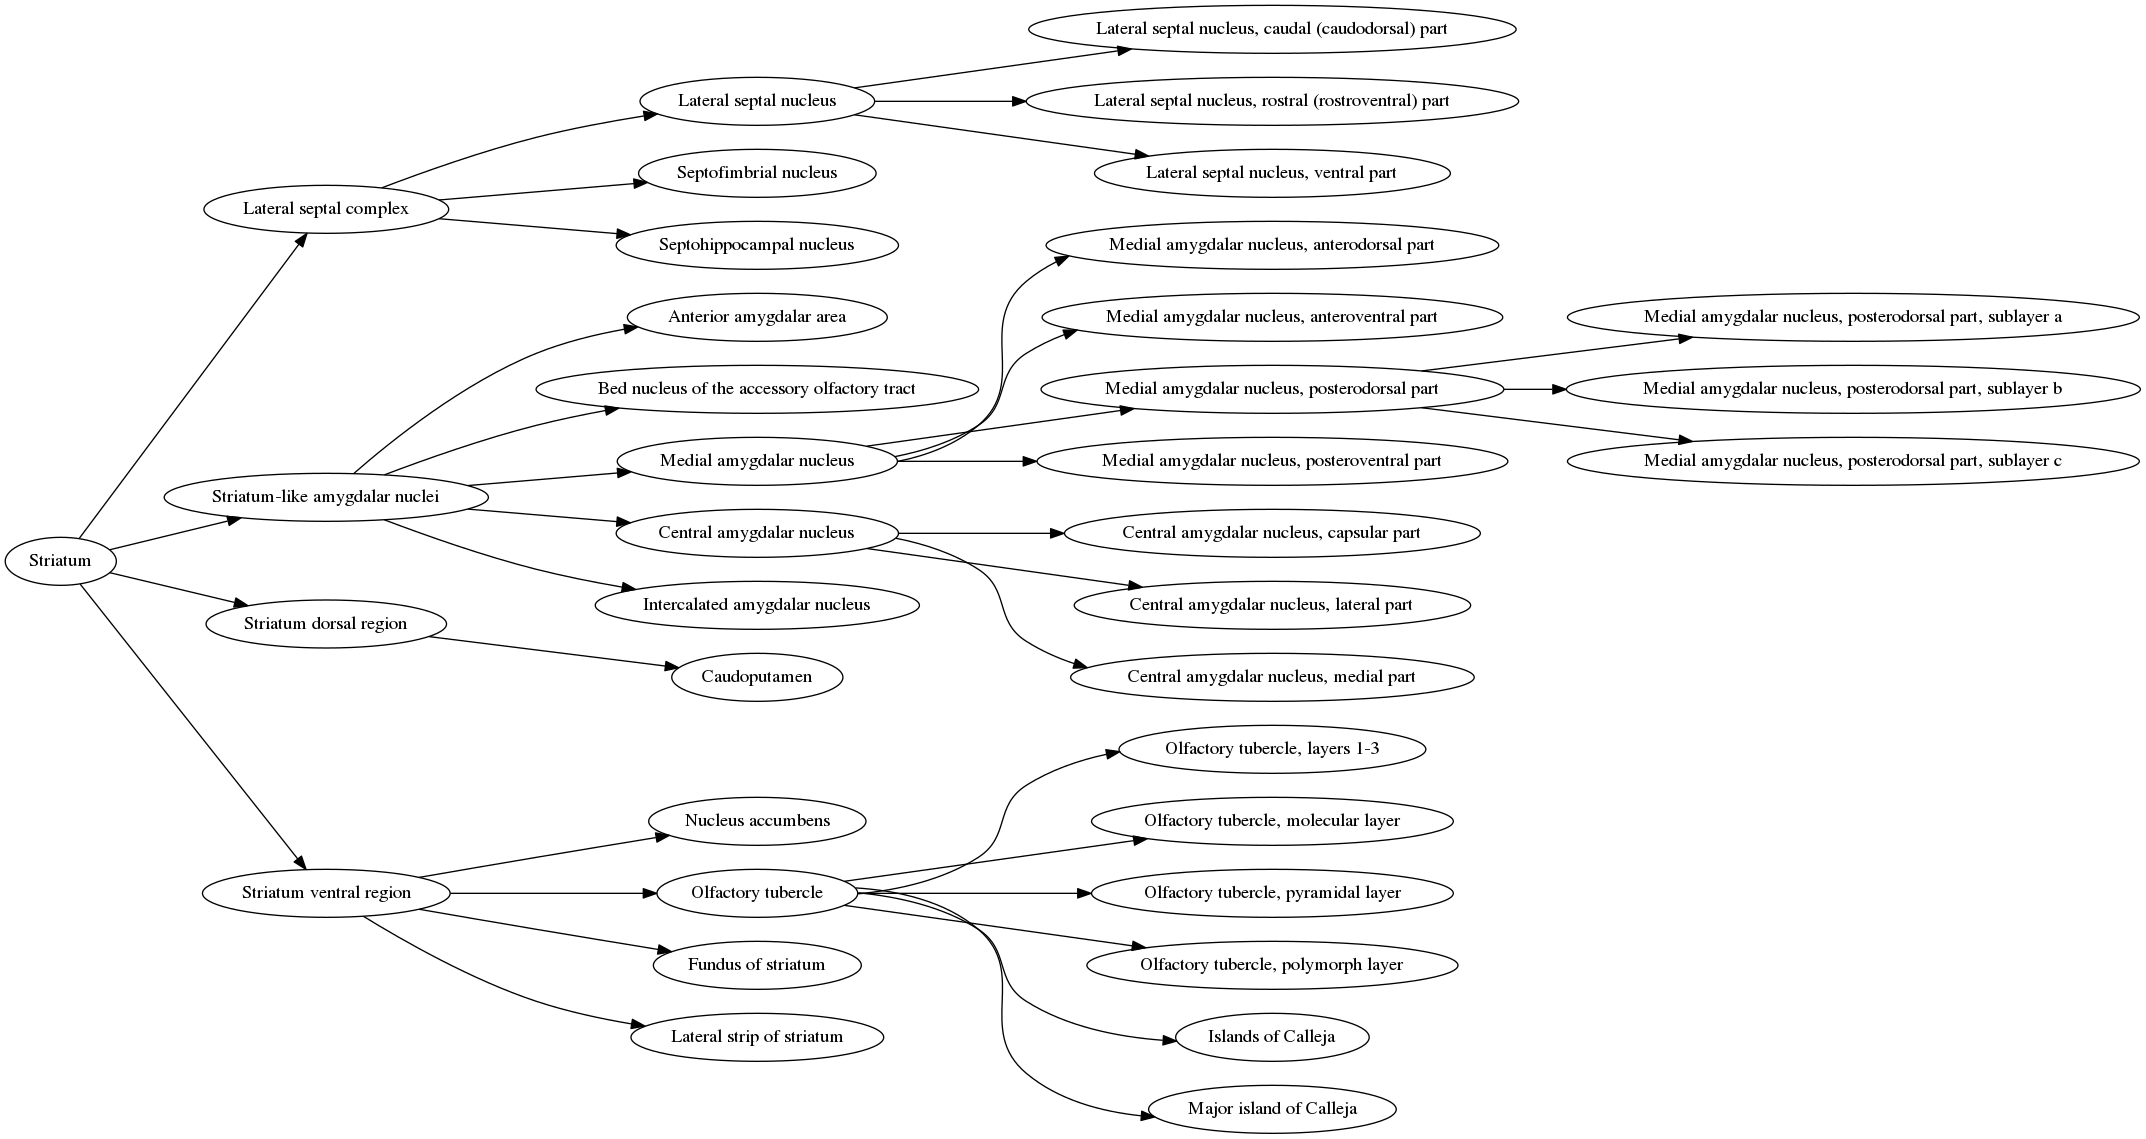 Lateral septal nucleus, caudal (caudodorsal) part
Lateral septal nucleus
Lateral septal nucleus, rostral (rostroventral) part
Septofimbrial nucleus
Lateral septal nucleus, ventral part
Lateral septal complex
Septohippocampal nucleus
Medial amygdalar nucleus, anterodorsal part
Anterior amygdalar area
Medial amygdalar nucleus, anteroventral part
Medial amygdalar nucleus, posterodorsal part, sublayer a
Bed nucleus of the accessory olfactory tract
Medial amygdalar nucleus, posterodorsal part
Medial amygdalar nucleus, posterodorsal part, sublayer b
Medial amygdalar nucleus
Medial amygdalar nucleus, posteroventral part
Medial amygdalar nucleus, posterodorsal part, sublayer c
Striatum-like amygdalar nuclei
Central amygdalar nucleus
Central amygdalar nucleus, capsular part
Striatum
Intercalated amygdalar nucleus
Central amygdalar nucleus, lateral part
Striatum dorsal region
Caudoputamen
Central amygdalar nucleus, medial part
Olfactory tubercle, layers 1-3
Nucleus accumbens
Olfactory tubercle, molecular layer
Striatum ventral region
Olfactory tubercle
Olfactory tubercle, pyramidal layer
Fundus of striatum
Olfactory tubercle, polymorph layer
Lateral strip of striatum
Islands of Calleja
Major island of Calleja